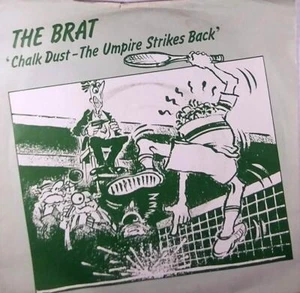 THE BRAT
'Chalk Dust - The Umpire Strikes Back'